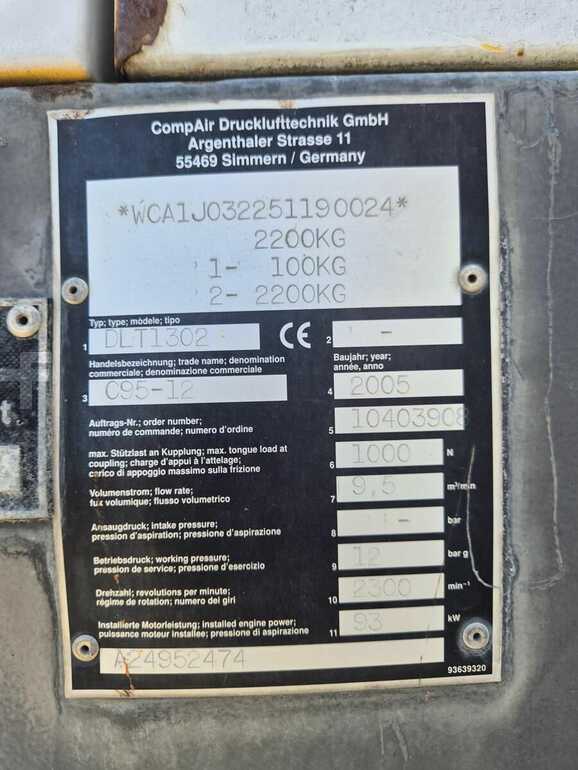 CompAir Drucklufttechnik GmbH
Argenthaler Strasse 11
55469 Simmern / Germany
*WCA1J032251190024*
2200KG
1- 100KG
2- 2200KG
Typ; type; modèle; tipo
1 DLT1302
CE
2 -
Handelsbezeichnung; trade name; denomination
commerciale; denominazione commerciale
3 C95-12
Baujahr; year;
année, anno
4 2005
Auftrags-Nr.; order number;
numéro de commande; numero d'ordine
5 10403908
max. Stützlast an Kupplung; max. tongue load at
coupling; charge d'appui à l'attelage;
carico di appoggio massimo sulla frizione
6 1000 N
Volumenstrom; flow rate;
flux volumique; flusso volumetrico
7 9,5 m³/min
Ansaugdruck; intake pressure;
pression d'aspiration; pressione d'aspirazione
8 - bar
Betriebsdruck; working pressure;
pression de service; pressione d'esercizio
9 12 bar g
Drehzahl; revolutions per minute;
régime de rotation; numero dei giri
10 2300 min⁻¹
Installierte Motorleistung; installed engine power;
puissance moteur installee; pressione di aspirazione
11 93 kW
A24952474
93639320
t